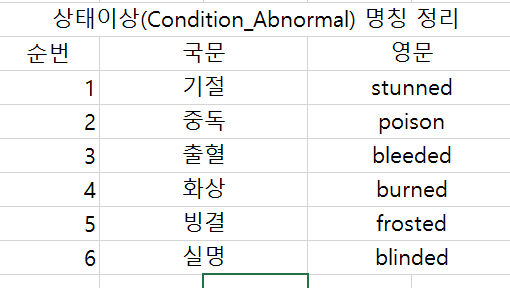 상태이상(Condition_Abnormal) 명칭 정리
순번 국문 영문
1 기절 stunned
2 중독 poison
3 출혈 bleeded
4 화상 burned
5 빙결 frosted
6 실명 blinded